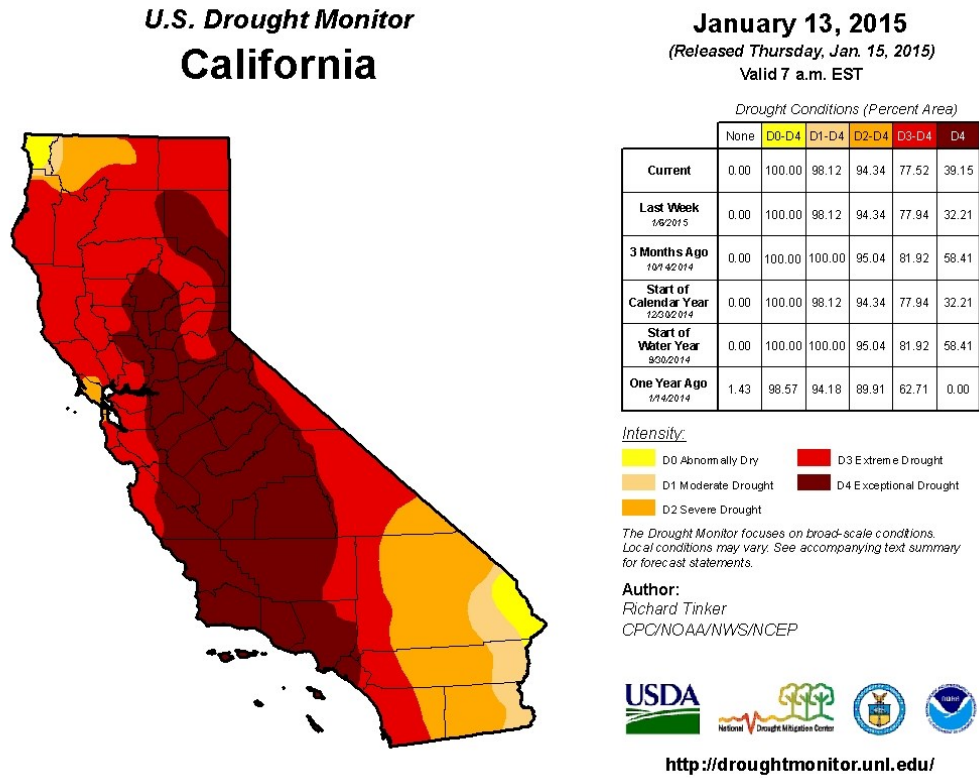 U.S. Drought Monitor
California
January 13, 2015
(Released Thursday, Jan. 15, 2015)
Valid 7 a.m. EST
Drought Conditions (Percent Area)
None D0-D4 D1-D4 D2-D4 D3-D4 D4
Current 0.00 100.00 98.12 94.34 77.52 39.15
Last Week 1/6/2015 0.00 100.00 98.12 94.34 77.94 32.21
3 Months Ago 10/14/2014 0.00 100.00 100.00 95.04 81.92 58.41
Start of Calendar Year 12/30/2014 0.00 100.00 98.12 94.34 77.94 32.21
Start of Water Year 9/30/2014 0.00 100.00 100.00 95.04 81.92 58.41
One Year Ago 1/14/2014 1.43 98.57 94.18 89.91 62.71 0.00
Intensity:
D0 Abnormally Dry D3 Extreme Drought
D1 Moderate Drought D4 Exceptional Drought
D2 Severe Drought
The Drought Monitor focuses on broad-scale conditions.
Local conditions may vary. See accompanying text summary
for forecast statements.
Author:
Richard Tinker
CPC/NOAA/NWS/NCEP
USDA
National Drought Mitigation Center
http://droughtmonitor.unl.edu/